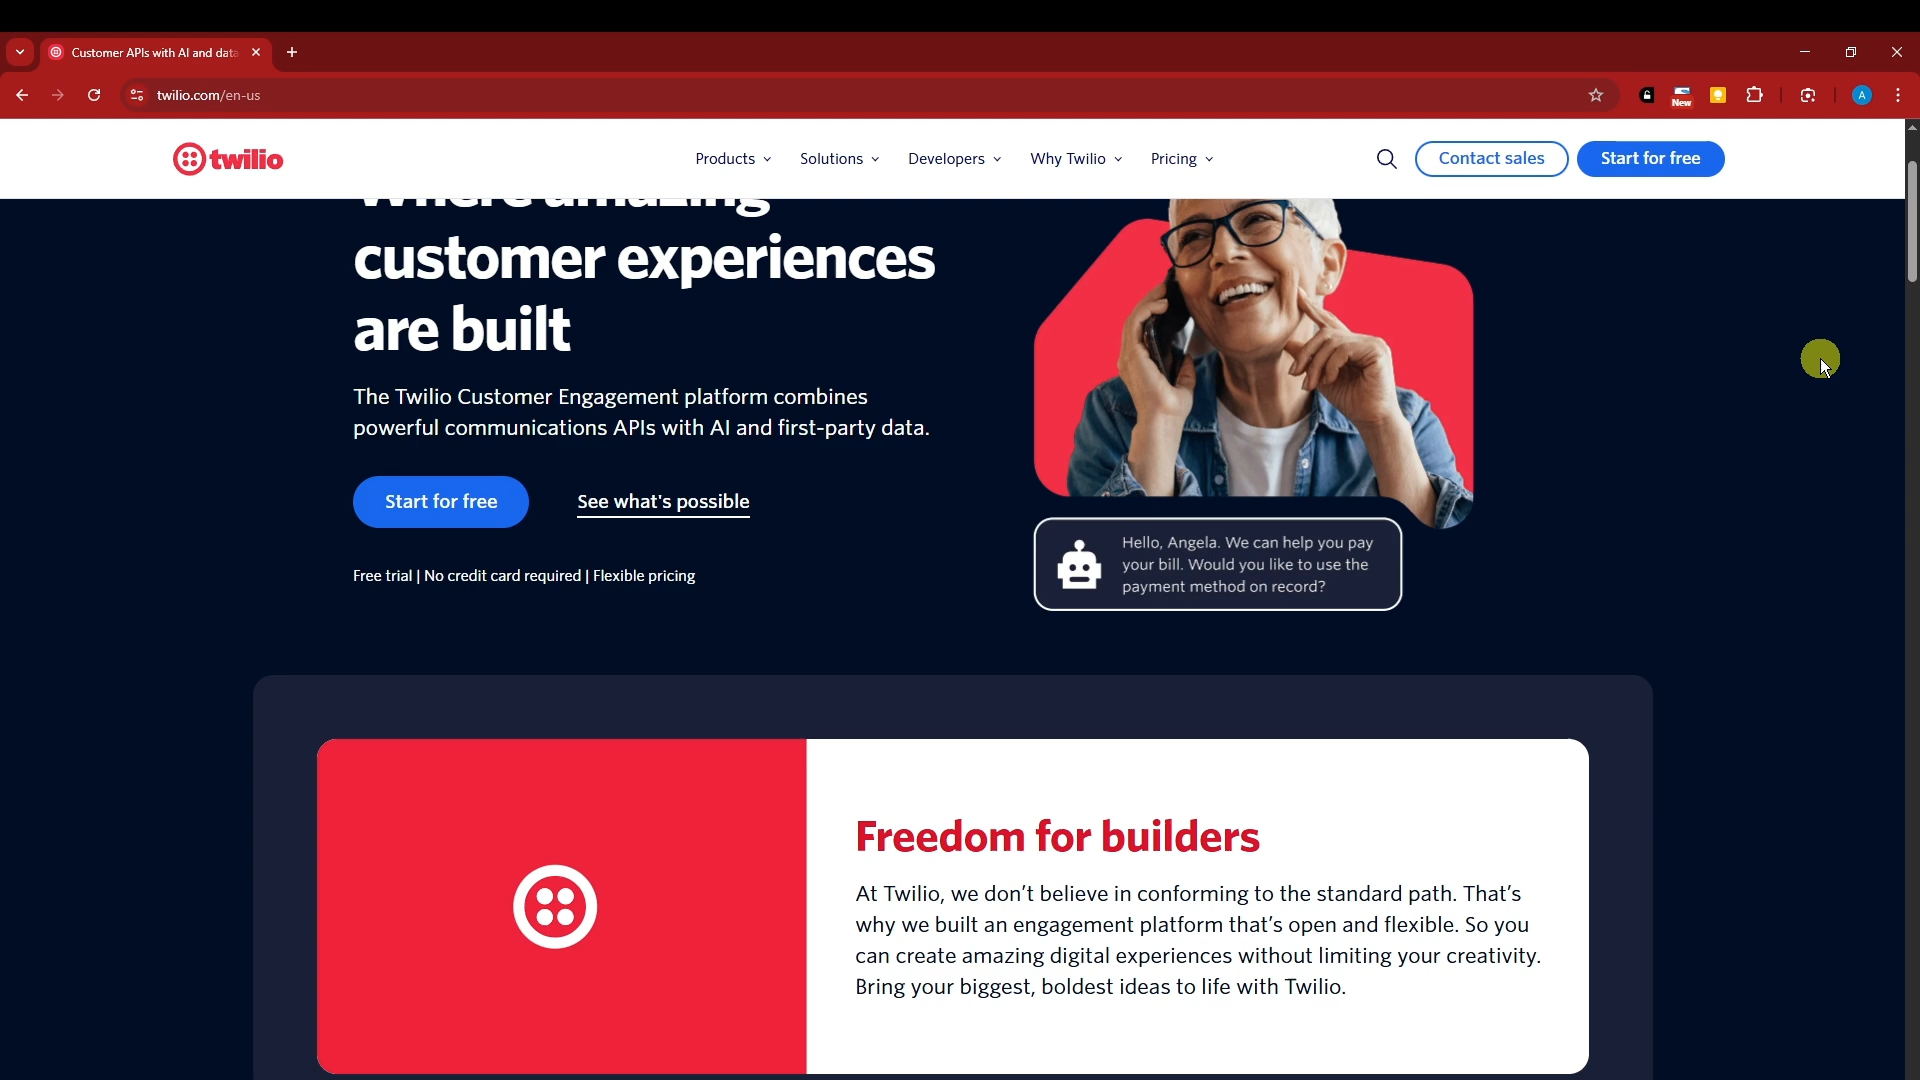 Customer APIs with AI and data
twilio.com/en-us
New
A
twilio
Products
Solutions
Developers
Why Twilio
Pricing
Contact sales
Start for free
Where amazing
customer experiences
are built
The Twilio Customer Engagement platform combines
powerful communications APIs with AI and first-party data.
Start for free
See what's possible
Free trial | No credit card required | Flexible pricing
Hello, Angela. We can help you pay
your bill. Would you like to use the
payment method on record?
Freedom for builders
At Twilio, we don’t believe in conforming to the standard path. That’s
why we built an engagement platform that’s open and flexible. So you
can create amazing digital experiences without limiting your creativity.
Bring your biggest, boldest ideas to life with Twilio.